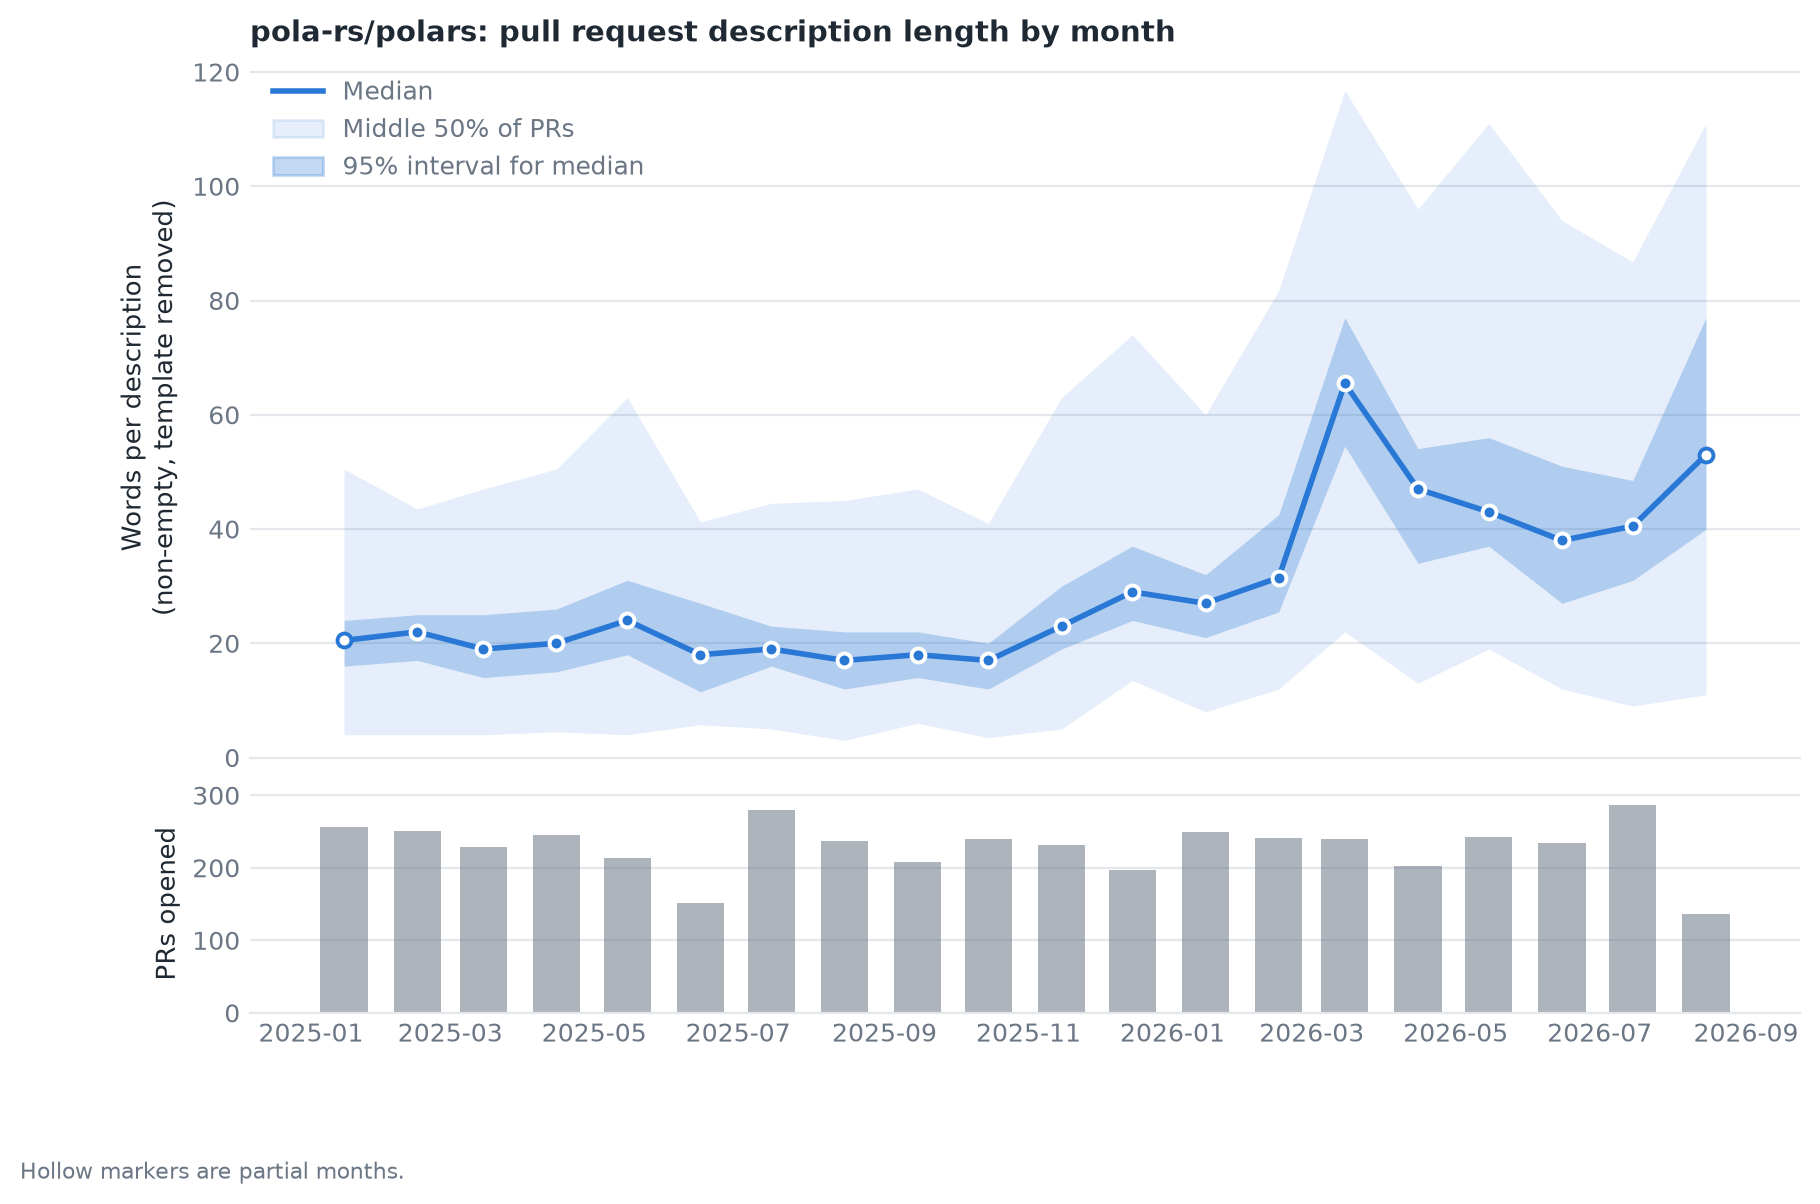 pola-rs/polars: pull request description length by month
120
100
80
60
40
20
0
Words per description
(non-empty, template removed)
Median
Middle 50% of PRs
95% interval for median
300
200
100
0
PRs opened
2025-01 2025-03 2025-05 2025-07 2025-09 2025-11 2026-01 2026-03 2026-05 2026-07 2026-09
Hollow markers are partial months.